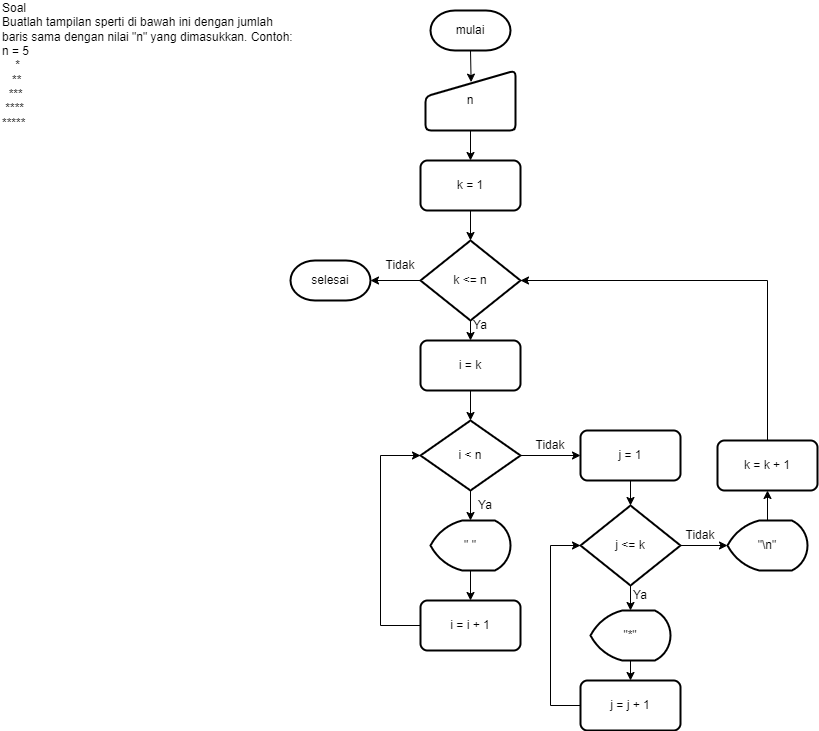 Soal
Buatlah tampilan sperti di bawah ini dengan jumlah
baris sama dengan nilai "n" yang dimasukkan. Contoh:
n = 5
*
**
***
****
*****
mulai
n
k = 1
k <= n
Tidak
selesai
Ya
i = k
i < n
Tidak
j = 1
k = k + 1
Ya
" "
j <= k
Tidak
"\n"
Ya
i = i + 1
"*"
j = j + 1